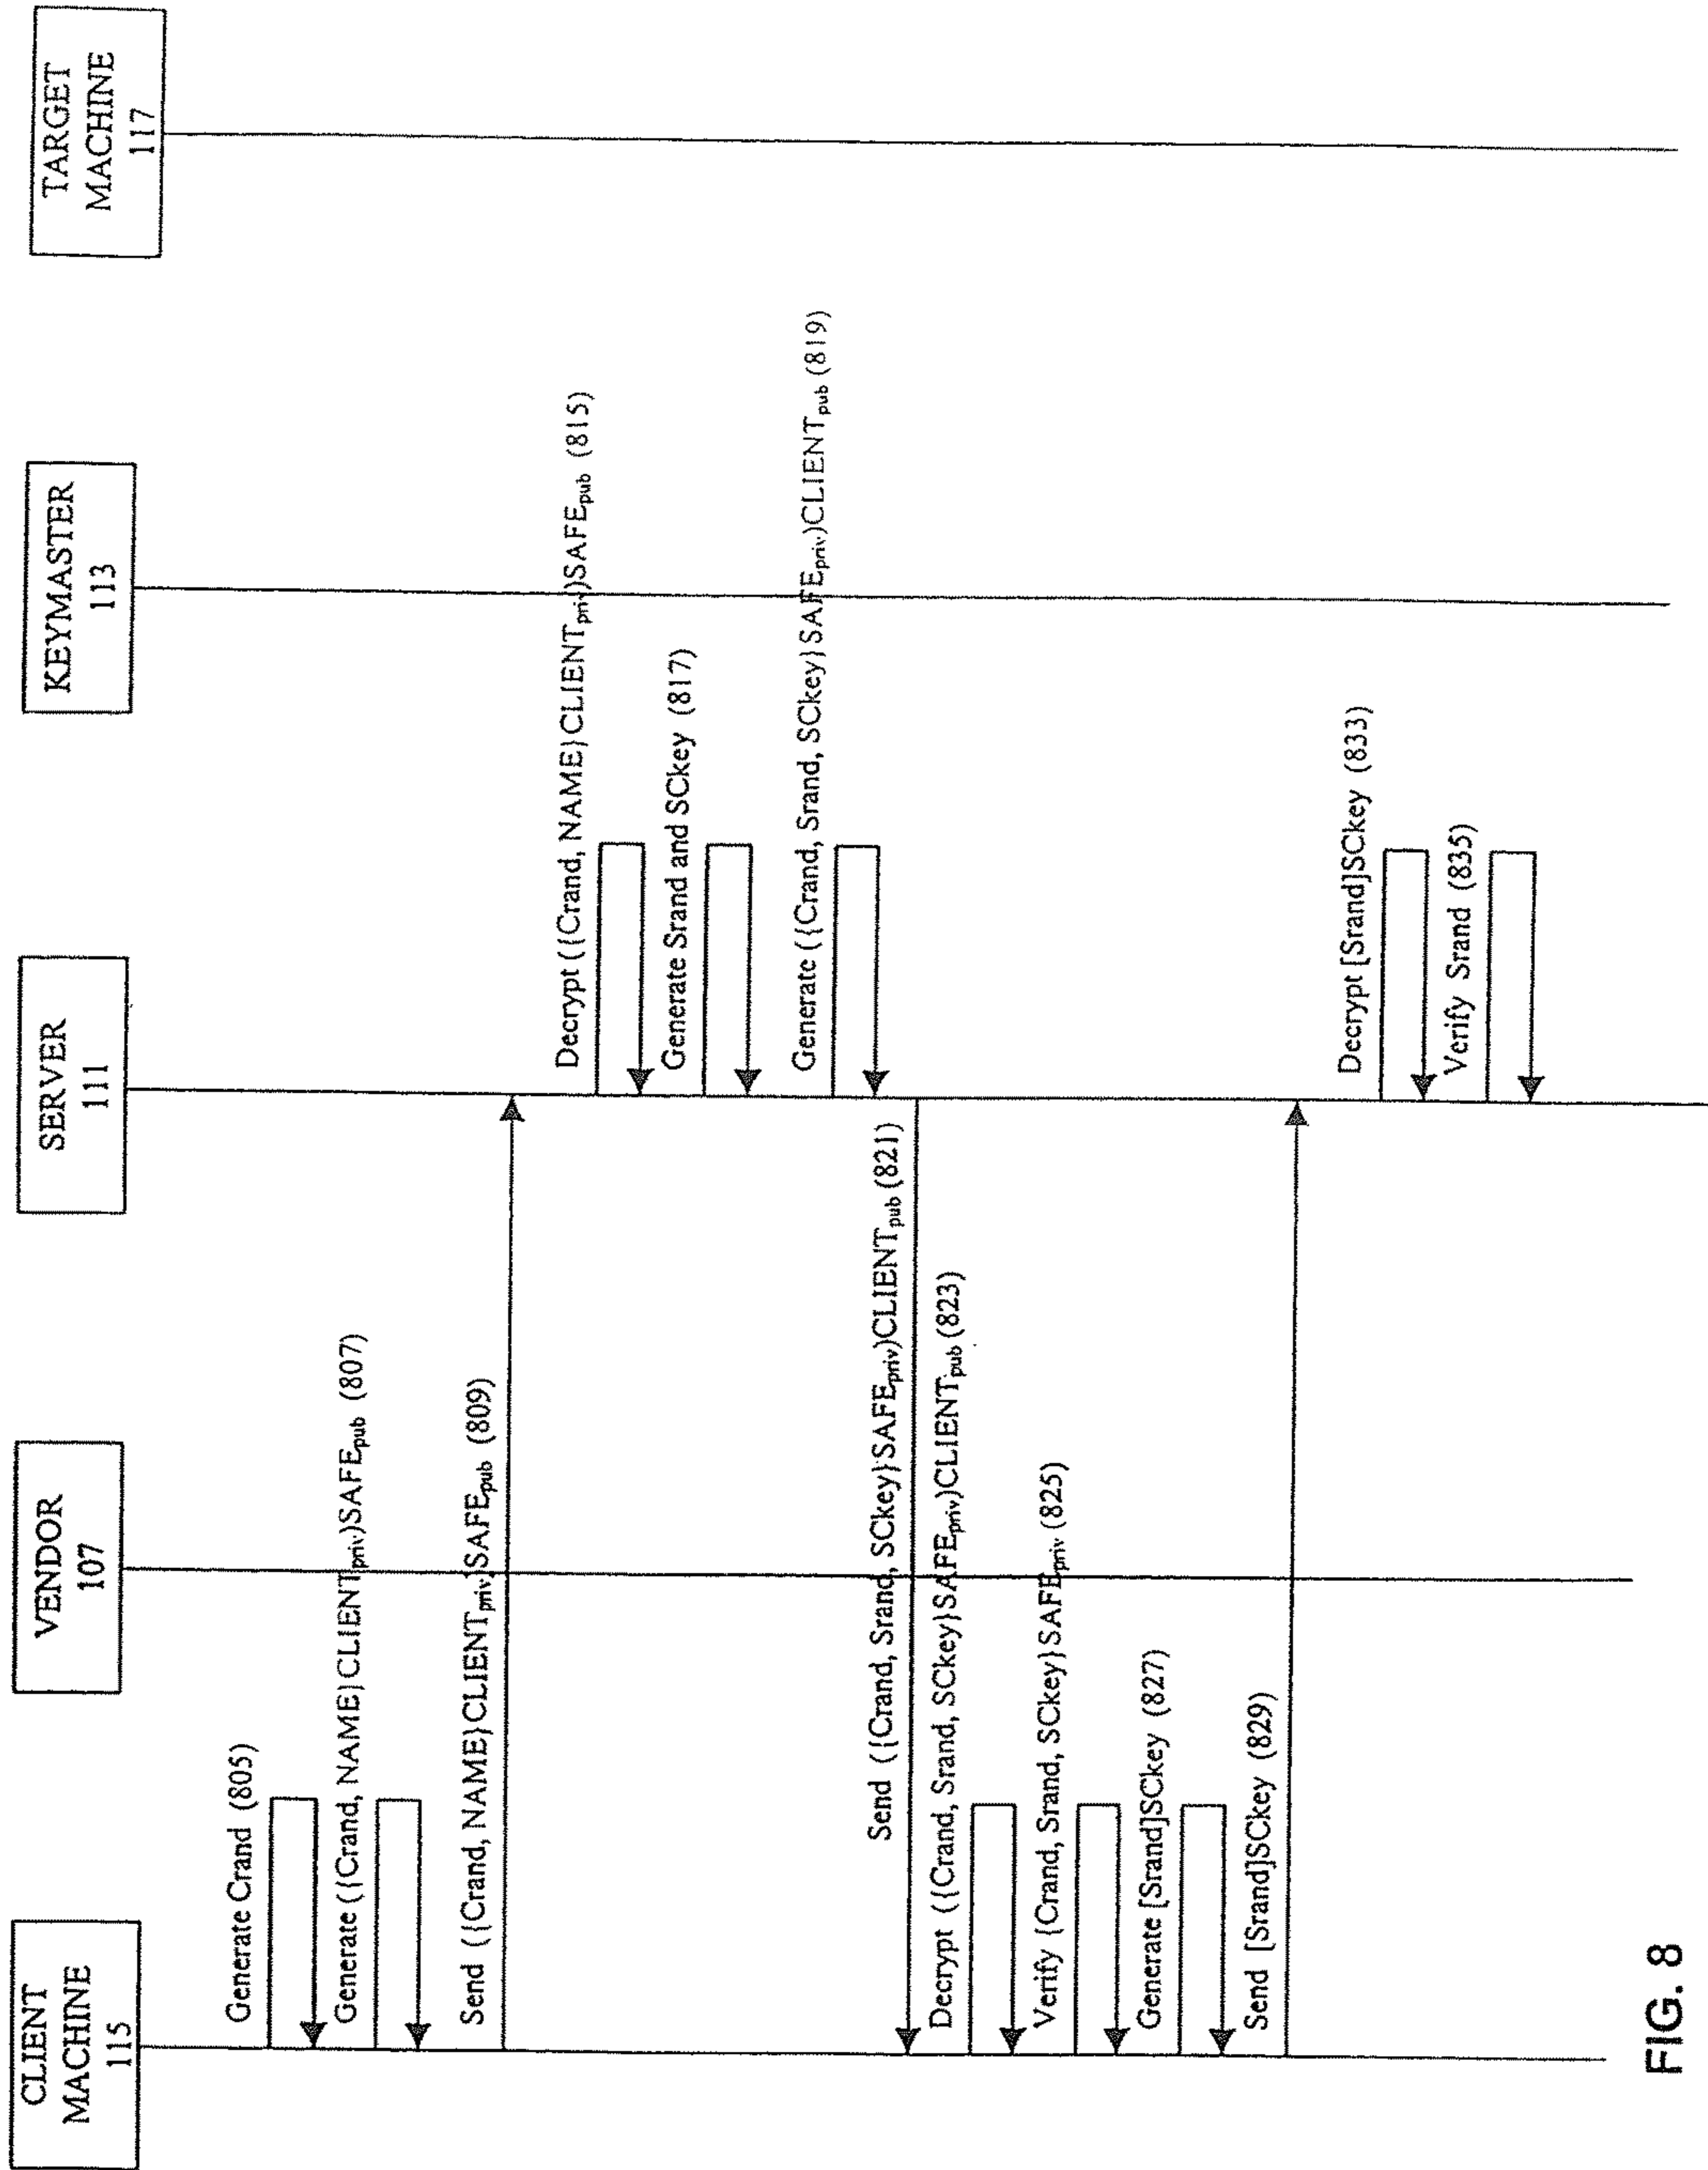 CLIENT
MACHINE
115
VENDOR
107
SERVER
111
KEYMASTER
113
TARGET
MACHINE
117
Generate Crand (805)
Generate ({Crand, NAME}CLIENTpriv)SAFEpub (807)
Send ({Crand, NAME}CLIENTpriv)SAFEpub (809)
Decrypt ({Crand, NAME}CLIENTpriv)SAFEpub (815)
Generate Srand and SCkey (817)
Generate ({Crand, Srand, SCkey}SAFEpriv)CLIENTpub (819)
Send ({Crand, Srand, SCkey}SAFEpriv)CLIENTpub (821)
Decrypt ({Crand, Srand, SCkey}SAFEpriv)CLIENTpub (823)
Verify {Crand, Srand, SCkey}SAFEpriv (825)
Generate [Srand]SCkey (827)
Send [Srand]SCkey (829)
Decrypt [Srand]SCkey (833)
Verify Srand (835)
FIG. 8